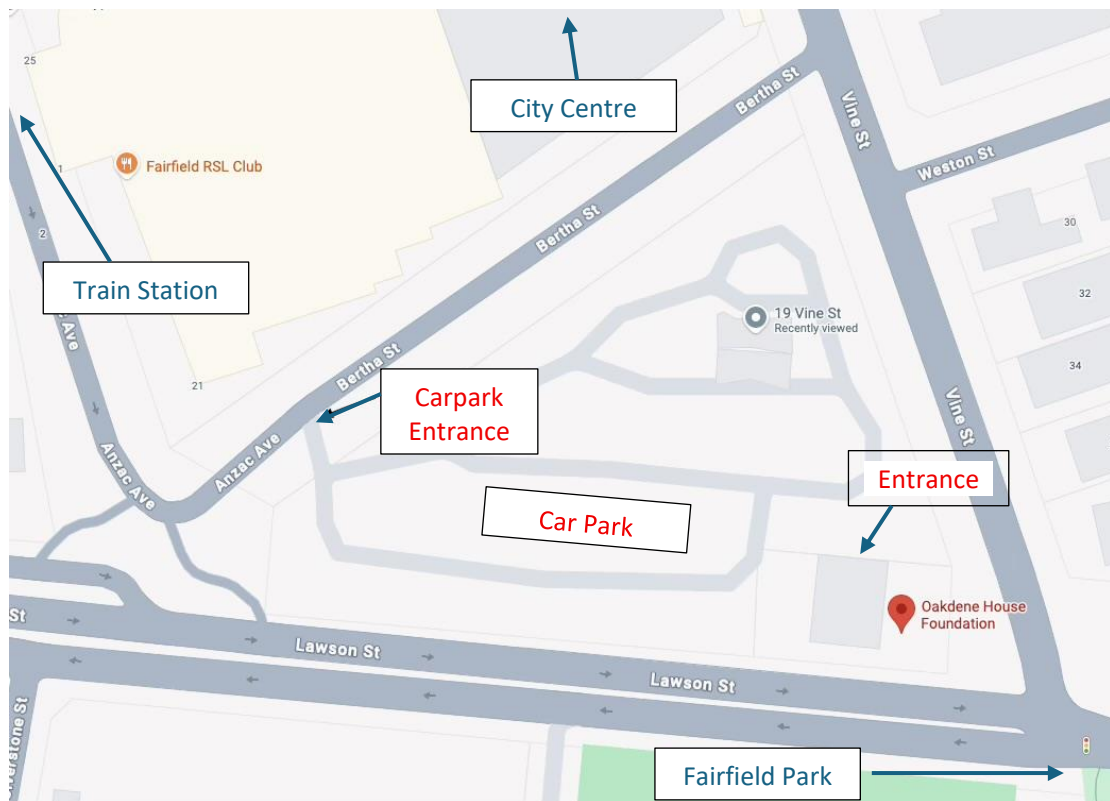 25
City Centre
Bertha St
Vine St
Weston St
1
Fairfield RSL Club
2
Bertha St
30
Train Station
Ave
19 Vine St
Recently viewed
32
34
21
Bertha St
Carpark
Entrance
Vine St
Anzac Ave
Anzac Ave
Entrance
Car Park
Oakdene House
Foundation
St
Lawson St
Lawson St
Fairfield Park